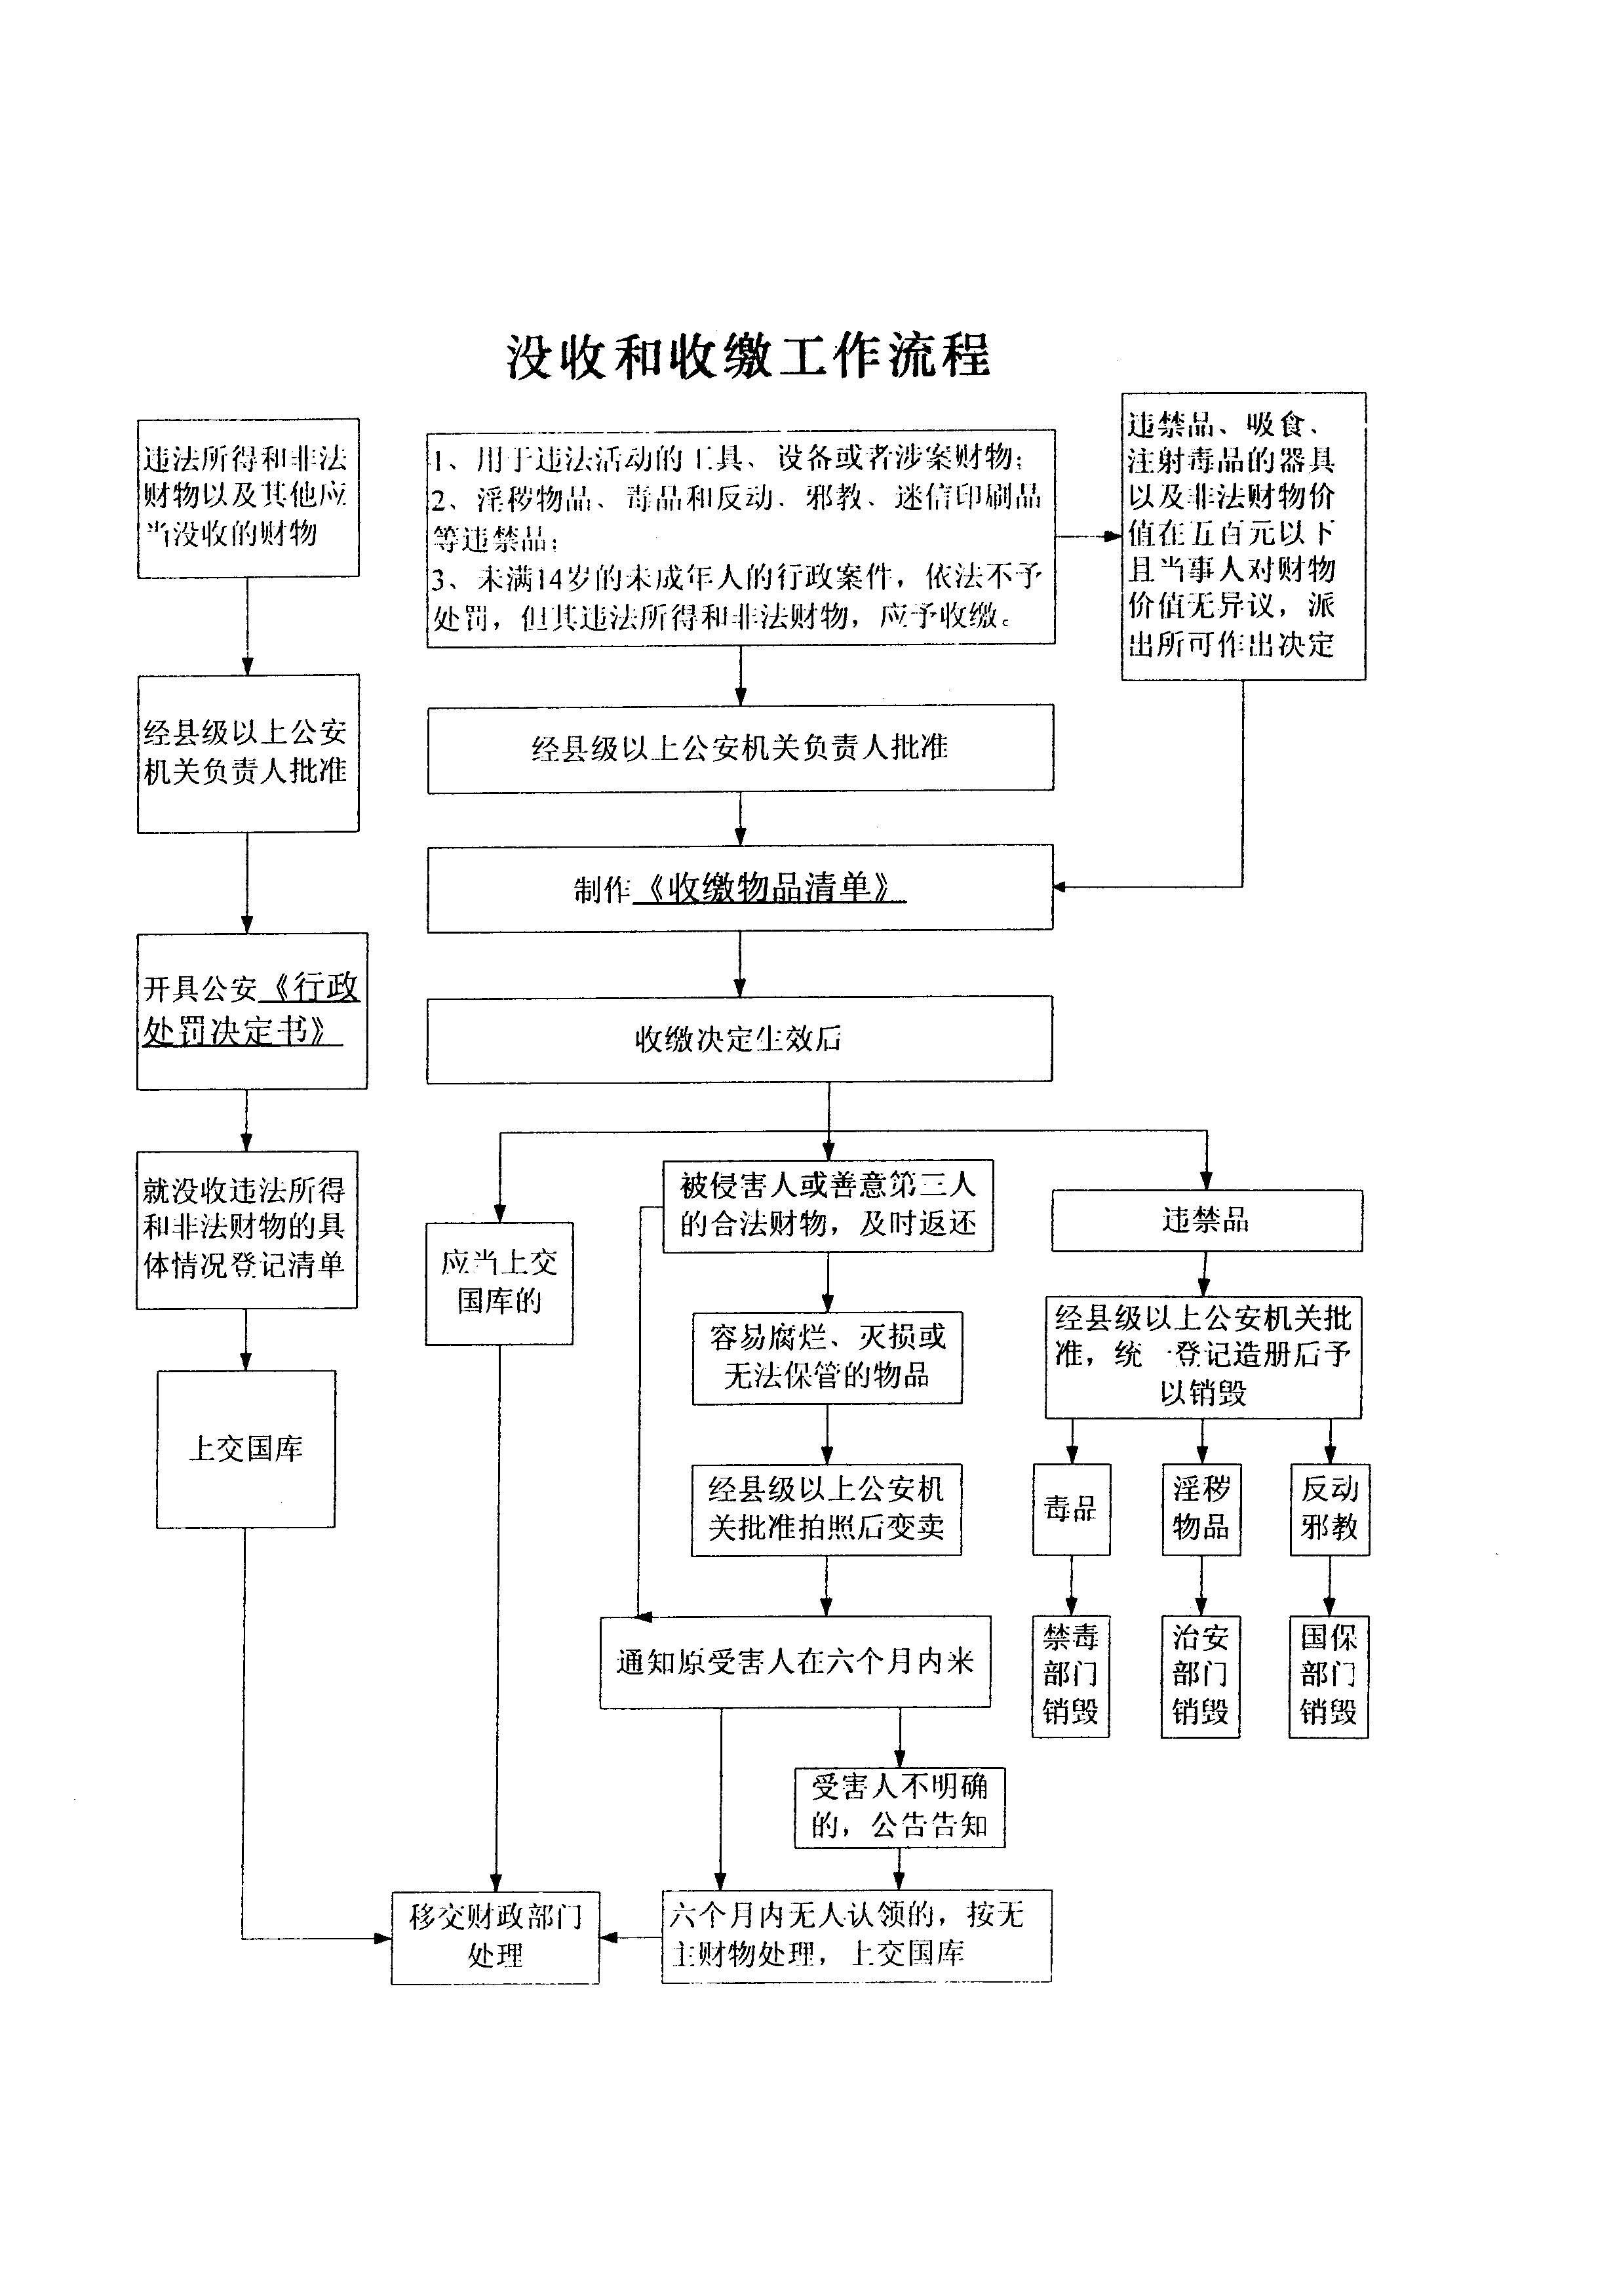 没收和收缴工作流程
违法所得和非法
财物以及其他应
当没收的财物
经县级以上公安
机关负责人批准
开具公安《行政
处罚决定书》
就没收违法所得
和非法财物的具
体情况登记清单
上交国库
1、用于违法活动的工具、设备或者涉案财物；
2、淫秽物品、毒品和反动、邪教、迷信印刷品
等违禁品；
3、未满14岁的未成年人的行政案件，依法不予
处罚，但其违法所得和非法财物，应予收缴。
违禁品、吸食、
注射毒品的器具
以及非法财物价
值在五百元以下
且当事人对财物
价值无异议，派
出所可作出决定
经县级以上公安机关负责人批准
制作《收缴物品清单》
收缴决定生效后
应当上交
国库的
被侵害人或善意第三人
的合法财物，及时返还
容易腐烂、灭损或
无法保管的物品
经县级以上公安机
关批准拍照后变卖
通知原受害人在六个月内来
受害人不明确
的，公告告知
六个月内无人认领的，按无
主财物处理，上交国库
移交财政部门
处理
违禁品
经县级以上公安机关批
准，统一登记造册后予
以销毁
毒品
淫秽
物品
反动
邪教
禁毒
部门
销毁
治安
部门
销毁
国保
部门
销毁